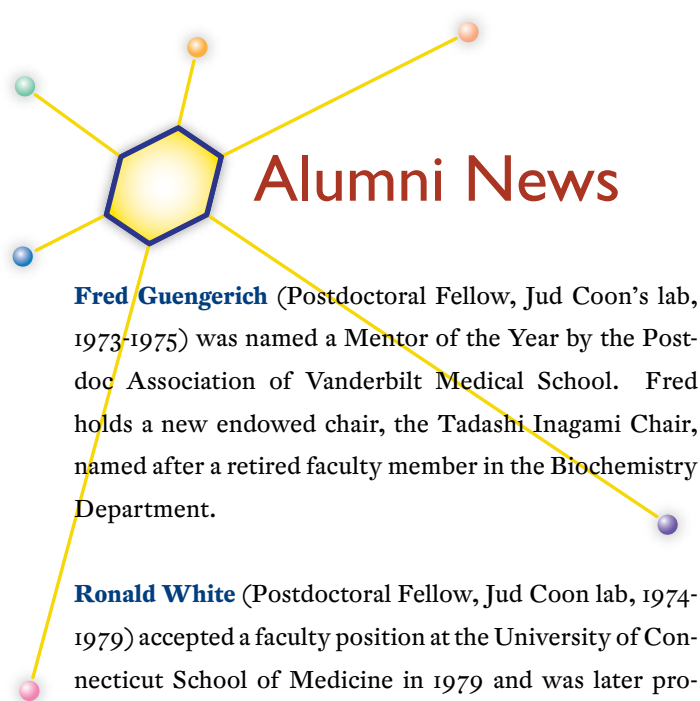 Alumni News
Fred Guengerich (Postdoctoral Fellow, Jud Coon's lab,
1973-1975) was named a Mentor of the Year by the Post-
doc Association of Vanderbilt Medical School. Fred
holds a new endowed chair, the Tadashi Inagami Chair,
named after a retired faculty member in the Biochemistry
Department.
Ronald White (Postdoctoral Fellow, Jud Coon lab, 1974-
1979) accepted a faculty position at the University of Con-
necticut School of Medicine in 1979 and was later pro-